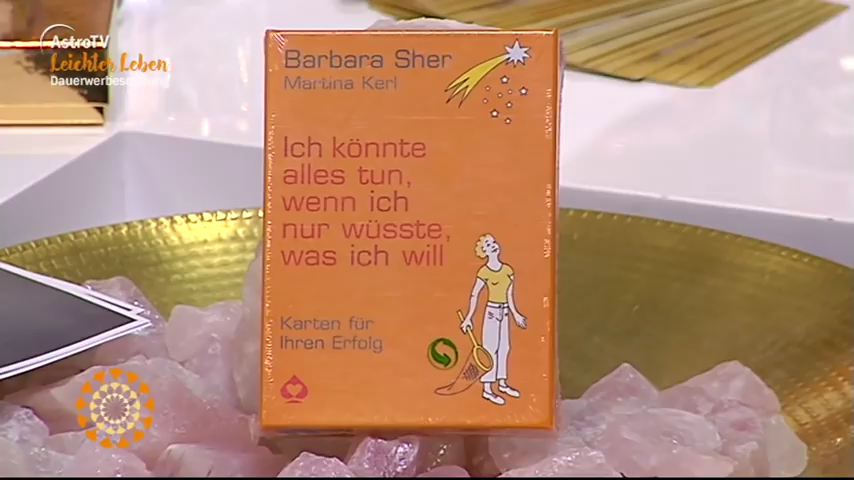 AstroTV
Leichter Leben
Dauerwerbesendung
Barbara Sher
Martina Kerl
Ich könnte
alles tun,
wenn ich
nur wüsste,
was ich will
Karten für
Ihren Erfolg